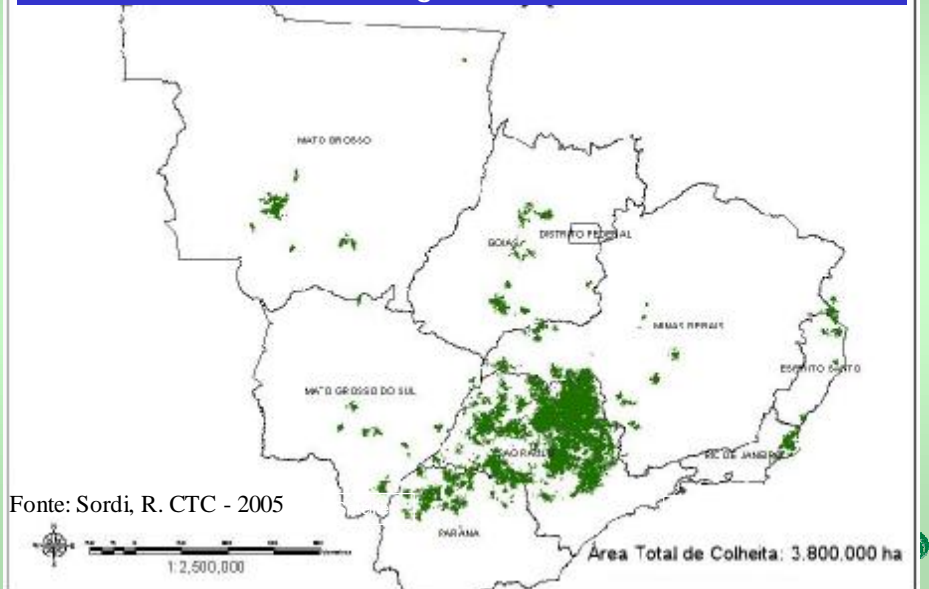 MATO GROSSO
GOIAS
DISTRITO FEDERAL
MINAS GERAIS
ESPIRITO SANTO
MATO GROSSO DO SUL
SAO PAULO
RIO DE JANEIRO
Fonte: Sordi, R. CTC - 2005
PARANA
Área Total de Colheita: 3.800.000 ha
1:2,500,000